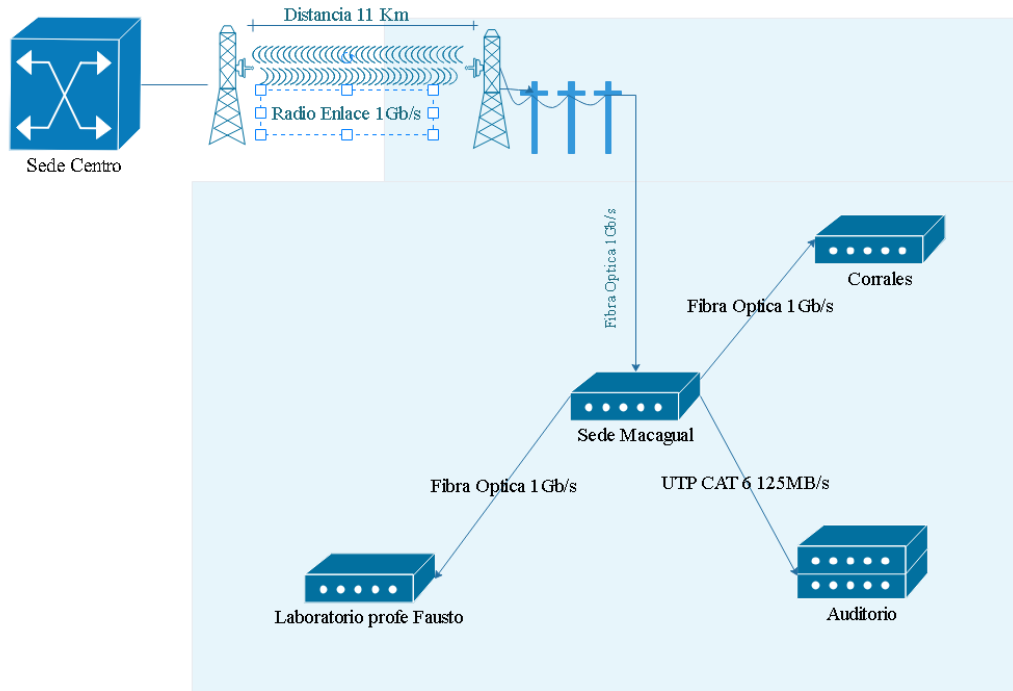 Distancia 11 Km
Radio Enlace 1Gb/s
Sede Centro
Fibra Optica 1Gb/s
Corrales
Fibra Optica 1Gb/s
Sede Macagual
Fibra Optica 1Gb/s
UTP CAT 6 125MB/s
Laboratorio profe Fausto
Auditorio